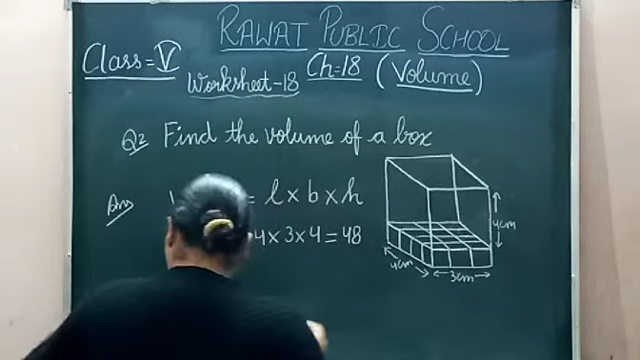 RAWAT PUBLIC SCHOOL
Class = V
Worksheet-18
Ch=18 (Volume)
Q2 Find the volume of a box
Ans = l × b × h
4 × 3 × 4 = 48
4cm
4cm
3cm